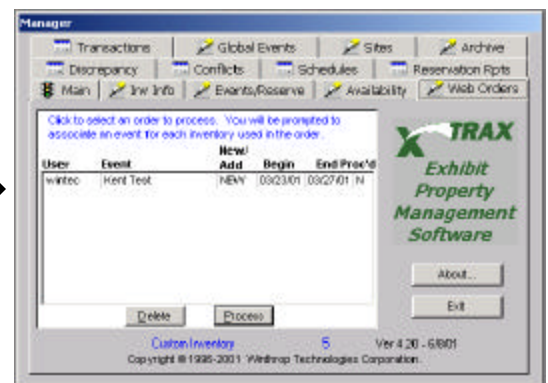 Manager
Transactions Global Events Sites Archive
Discrepancy Conflicts Schedules Reservation Rpts
Main Inv Info Events/Reserve Availability Web Orders
Click to select an order to process. You will be prompted to
associate an event for each inventory used in the order.
New/
User Event Add Begin End Proc'd
wintec Kent Test NEW 03/23/01 03/27/01 N
X TRAX
Exhibit
Property
Management
Software
About...
Exit
Delete Process
Custom Inventory 5 Ver 4.20 - 6/8/01
Copyright © 1996-2001 Winthrop Technologies Corporation.